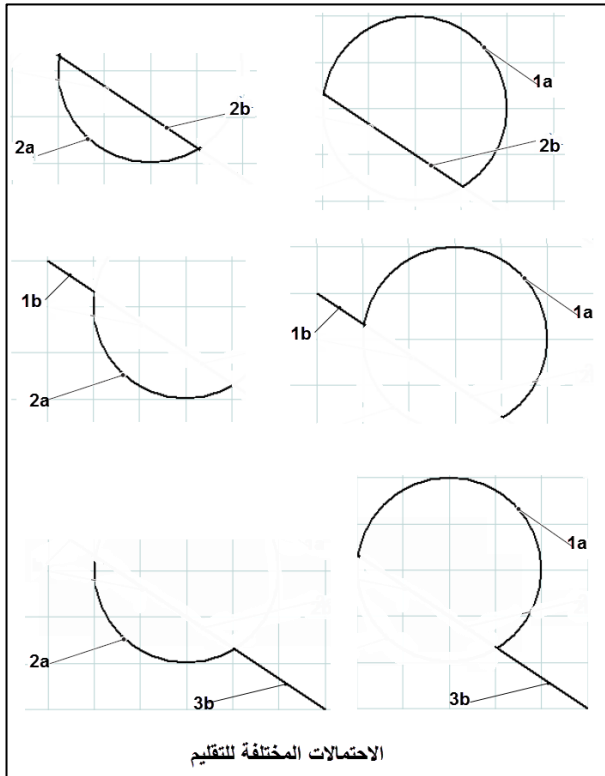 1a
2b
2a
2b
1b
1a
1b
2a
1a
2a
3b
3b
الاحتمالات المختلفة للتقليم